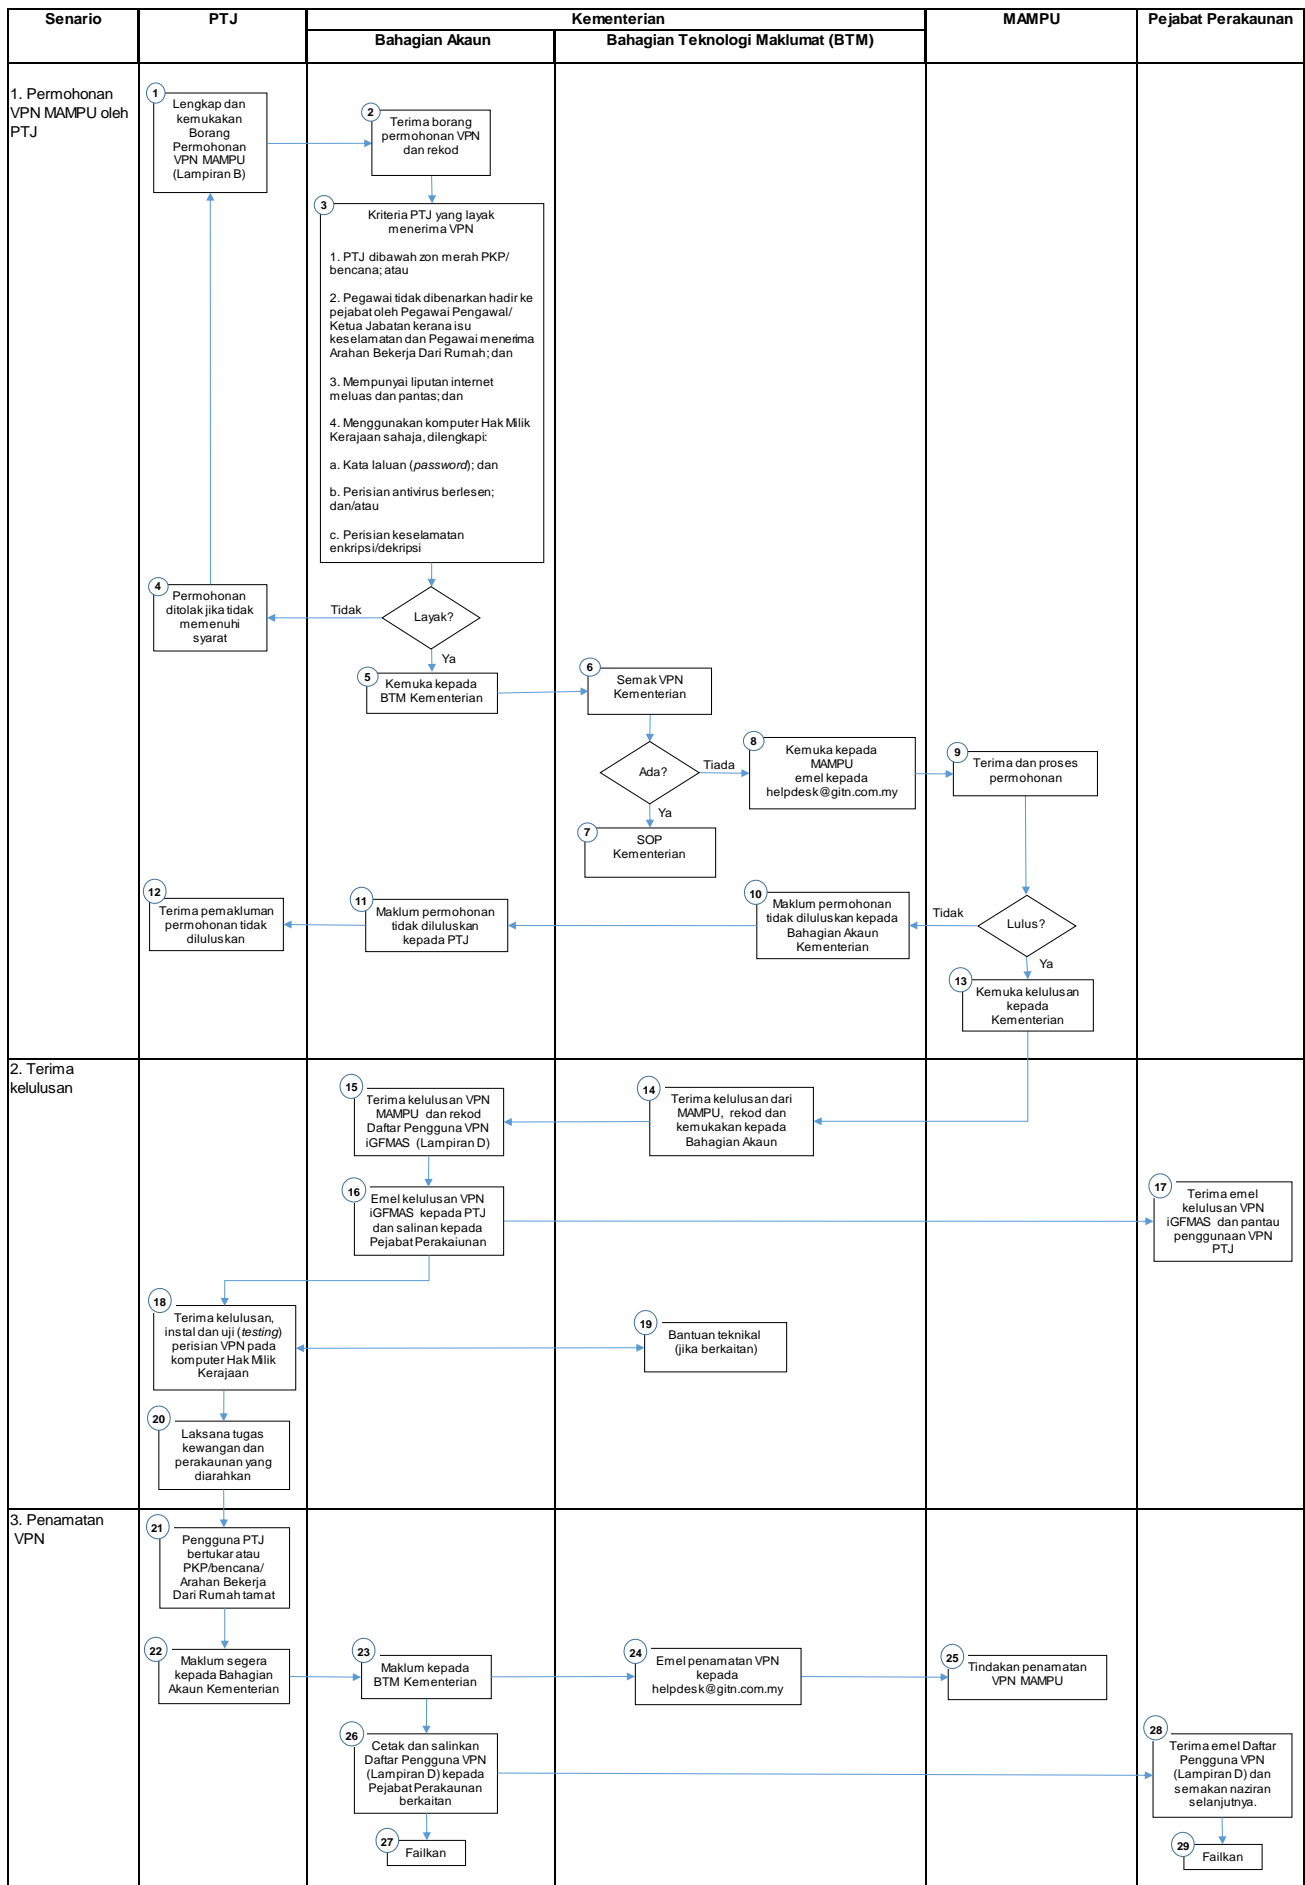 Senario
PTJ
Kementerian
MAMPU
Pejabat Perakaunan
Bahagian Akaun
Bahagian Teknologi Maklumat (BTM)
1. Permohonan
VPN MAMPU oleh
PTJ
1
Lengkap dan
kemukakan
Borang
Permohonan
VPN MAMPU
(Lampiran B)
2
Terima borang
permohonan VPN
dan rekod
3
Kriteria PTJ yang layak
menerima VPN
1. PTJ dibawah zon merah PKP/
bencana; atau
2. Pegawai tidak dibenarkan hadir ke
pejabat oleh Pegawai Pengawal/
Ketua Jabatan kerana isu
keselamatan dan Pegawai menerima
Arahan Bekerja Dari Rumah; dan
3. Mempunyai liputan internet
meluas dan pantas; dan
4. Menggunakan komputer Hak Milik
Kerajaan sahaja, dilengkapi:
a. Kata laluan (password); dan
b. Perisian antivirus berlesen;
dan/atau
c. Perisian keselamatan
enkripsi/dekripsi
4
Permohonan
ditolak jika tidak
memenuhi
syarat
Tidak
Layak?
Ya
5
Kemuka kepada
BTM Kementerian
6
Semak VPN
Kementerian
Ada?
Tiada
Ya
7
SOP
Kementerian
8
Kemuka kepada
MAMPU
emel kepada
helpdesk@gitn.com.my
9
Terima dan proses
permohonan
Lulus?
Tidak
Ya
10
Maklum permohonan
tidak diluluskan kepada
Bahagian Akaun
Kementerian
11
Maklum permohonan
tidak diluluskan
kepada PTJ
12
Terima pemakluman
permohonan tidak
diluluskan
13
Kemuka kelulusan
kepada
Kementerian
2. Terima
kelulusan
14
Terima kelulusan dari
MAMPU, rekod dan
kemukakan kepada
Bahagian Akaun
15
Terima kelulusan VPN
MAMPU dan rekod
Daftar Pengguna VPN
iGFMAS (Lampiran D)
16
Emel kelulusan VPN
iGFMAS kepada PTJ
dan salinan kepada
Pejabat Perakaiunan
17
Terima emel
kelulusan VPN
iGFMAS dan pantau
penggunaan VPN
PTJ
18
Terima kelulusan,
instal dan uji (testing)
perisian VPN pada
komputer Hak Milik
Kerajaan
19
Bantuan teknikal
(jika berkaitan)
20
Laksana tugas
kewangan dan
perakaunan yang
diarahkan
3. Penamatan
VPN
21
Pengguna PTJ
bertukar atau
PKP/bencana/
Arahan Bekerja
Dari Rumah tamat
22
Maklum segera
kepada Bahagian
Akaun Kementerian
23
Maklum kepada
BTM Kementerian
24
Emel penamatan VPN
kepada
helpdesk@gitn.com.my
25
Tindakan penamatan
VPN MAMPU
26
Cetak dan salinkan
Daftar Pengguna VPN
(Lampiran D) kepada
Pejabat Perakaunan
berkaitan
27
Failkan
28
Terima emel Daftar
Pengguna VPN
(Lampiran D) dan
semakan naziran
selanjutnya.
29
Failkan